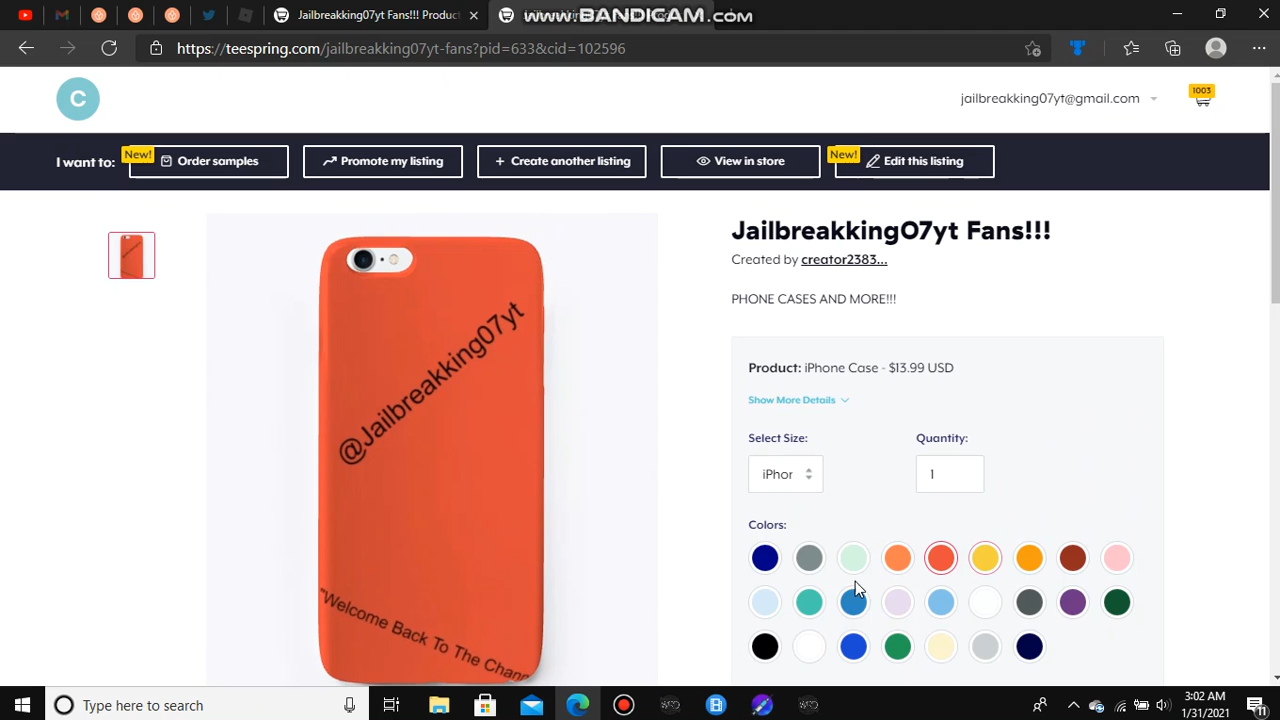 Jailbreakking07yt Fans!!! Product
WWW.BANDICAM.COM
https://teespring.com/jailbreakking07yt-fans?pid=633&cid=102596
C
jailbreakking07yt@gmail.com
1003
I want to:
New!
Order samples
Promote my listing
Create another listing
View in store
New!
Edit this listing
Jailbreakking07yt Fans!!!
Created by creator2383...
PHONE CASES AND MORE!!!
@Jailbreakking07yt
"Welcome Back To The Chann
Product: iPhone Case - $13.99 USD
Show More Details
Select Size:
Quantity:
iPhor
1
Colors:
Type here to search
3:02 AM
1/31/2021
11